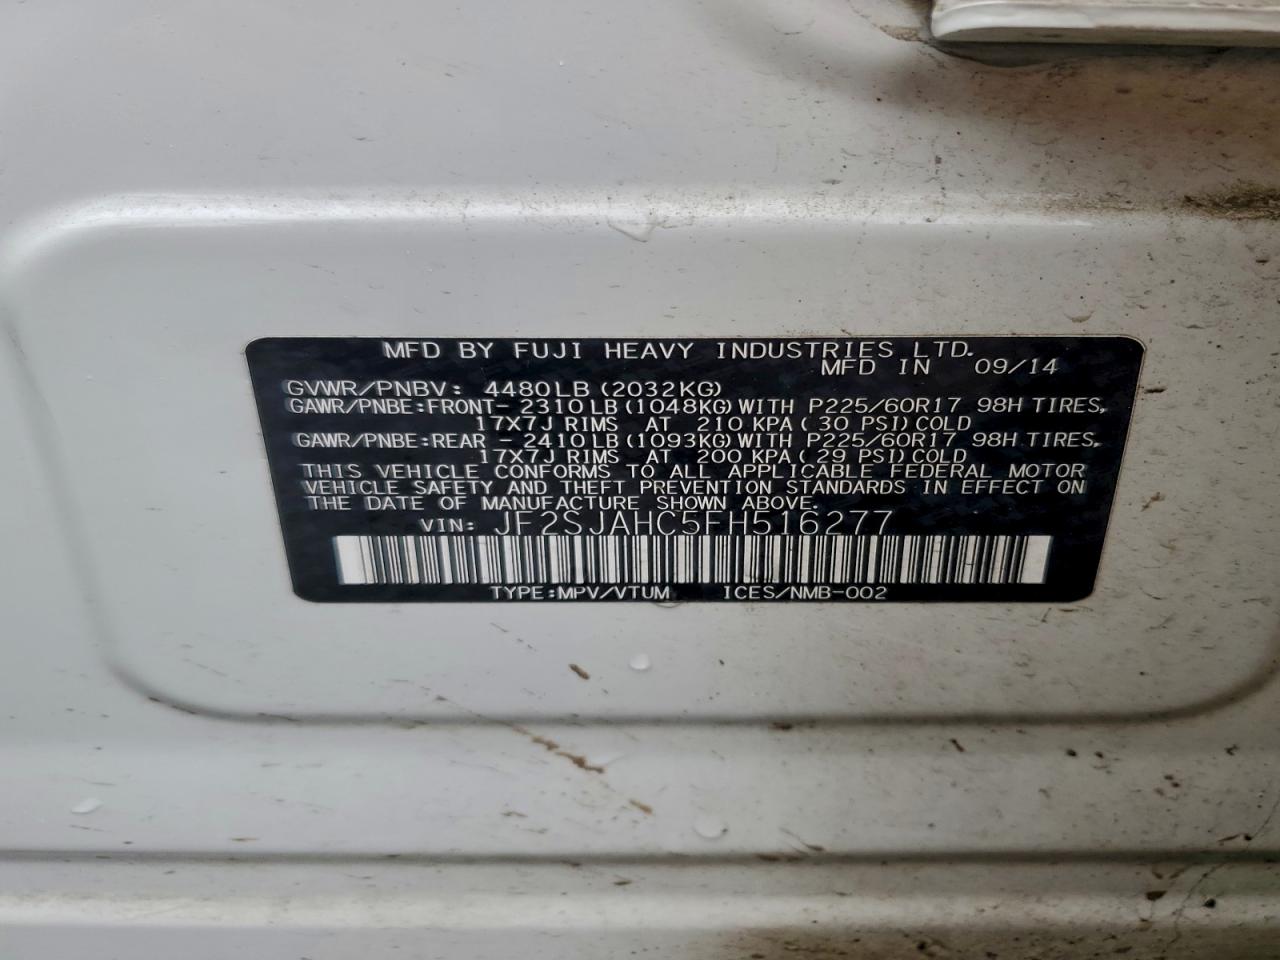 MFD BY FUJI HEAVY INDUSTRIES LTD.
MFD IN 09/14
GVWR/PNBV: 4480LB (2032KG)
GAWR/PNBE:FRONT- 2310LB(1048KG)WITH P225/60R17 98H TIRES,
17X7J RIMS AT 210 KPA(30 PSI)COLD
GAWR/PNBE:REAR - 2410LB(1093KG)WITH P225/60R17 98H TIRES,
17X7J RIMS AT 200 KPA(29 PSI)COLD
THIS VEHICLE CONFORMS TO ALL APPLICABLE FEDERAL MOTOR
VEHICLE SAFETY AND THEFT PREVENTION STANDARDS IN EFFECT ON
THE DATE OF MANUFACTURE SHOWN ABOVE.
VIN: JF2SJAHC5FH516277
TYPE:MPV/VTUM ICES/NMB-002